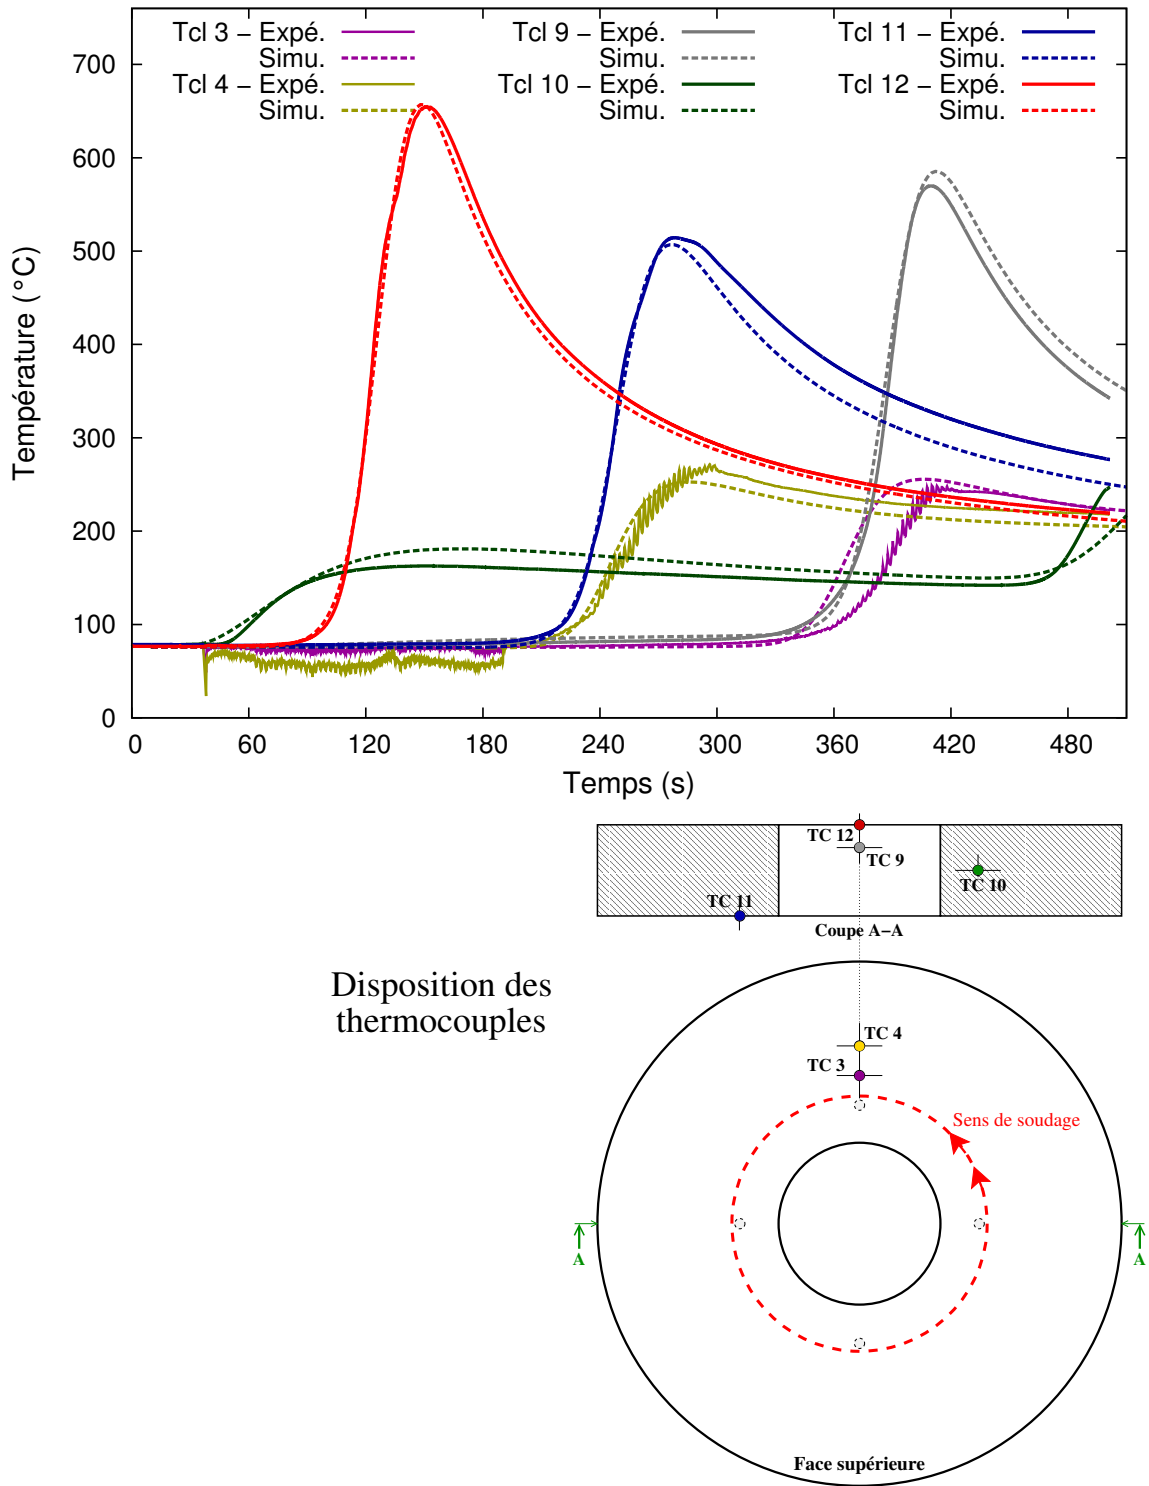 Tcl 3 − Expé.
Simu.
Tcl 4 − Expé.
Simu.
Tcl 9 − Expé.
Simu.
Tcl 10 − Expé.
Simu.
Tcl 11 − Expé.
Simu.
Tcl 12 − Expé.
Simu.
Température (°C)
700
600
500
400
300
200
100
0
0 60 120 180 240 300 360 420 480
Temps (s)
TC 12
TC 9
TC 10
TC 11
Coupe A−A
Disposition des
thermocouples
TC 4
TC 3
Sens de soudage
A
A
Face supérieure